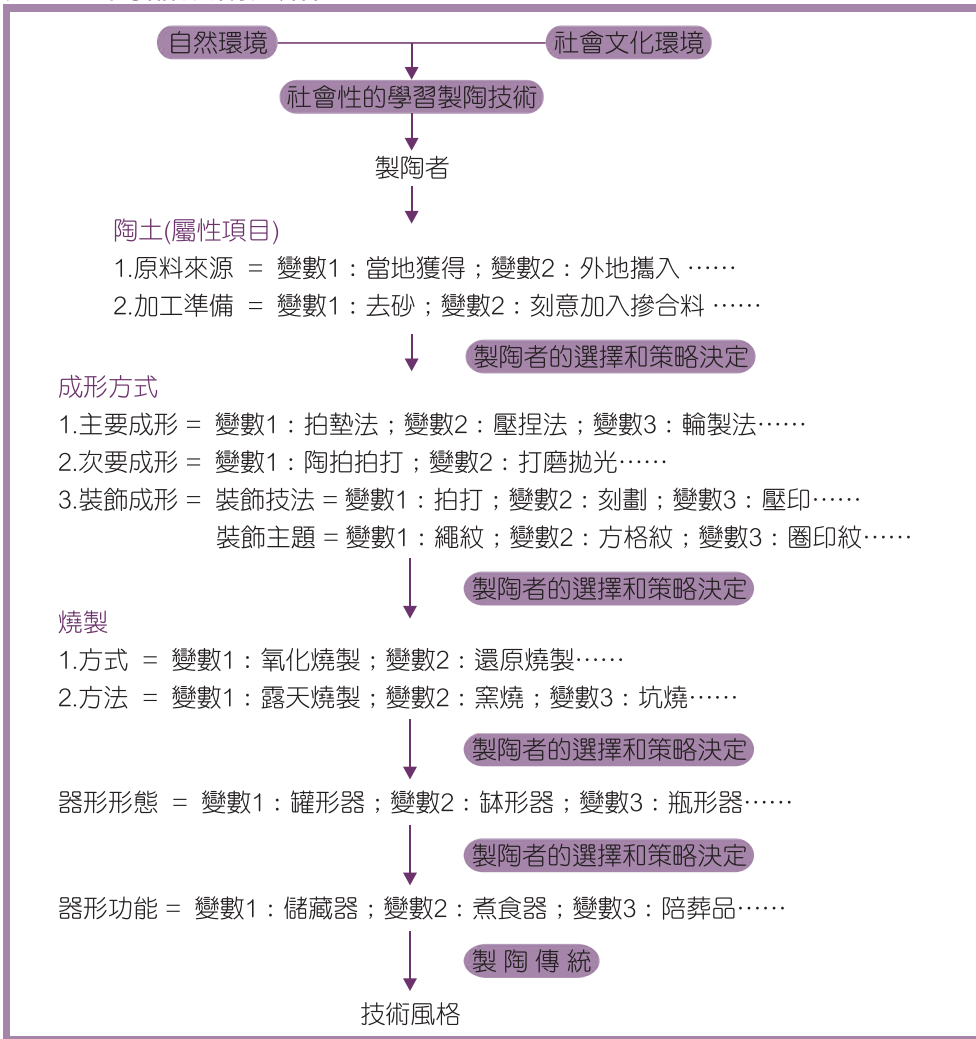 自然環境 社會文化環境
社會性的學習製陶技術
製陶者
陶土(屬性項目)
1.原料來源 = 變數1：當地獲得；變數2：外地攜入……
2.加工準備 = 變數1：去砂；變數2：刻意加入摻合料……
製陶者的選擇和策略決定
成形方式
1.主要成形 = 變數1：拍墊法；變數2：壓捏法；變數3：輪製法……
2.次要成形 = 變數1：陶拍拍打；變數2：打磨拋光……
3.裝飾成形 = 裝飾技法 = 變數1：拍打；變數2：刻劃；變數3：壓印……
裝飾主題 = 變數1：繩紋；變數2：方格紋；變數3：圈印紋……
製陶者的選擇和策略決定
燒製
1.方式 = 變數1：氧化燒製；變數2：還原燒製……
2.方法 = 變數1：露天燒製；變數2：窯燒；變數3：坑燒……
製陶者的選擇和策略決定
器形形態 = 變數1：罐形器；變數2：缽形器；變數3：瓶形器……
製陶者的選擇和策略決定
器形功能 = 變數1：儲藏器；變數2：煮食器；變數3：陪葬品……
製陶傳統
技術風格